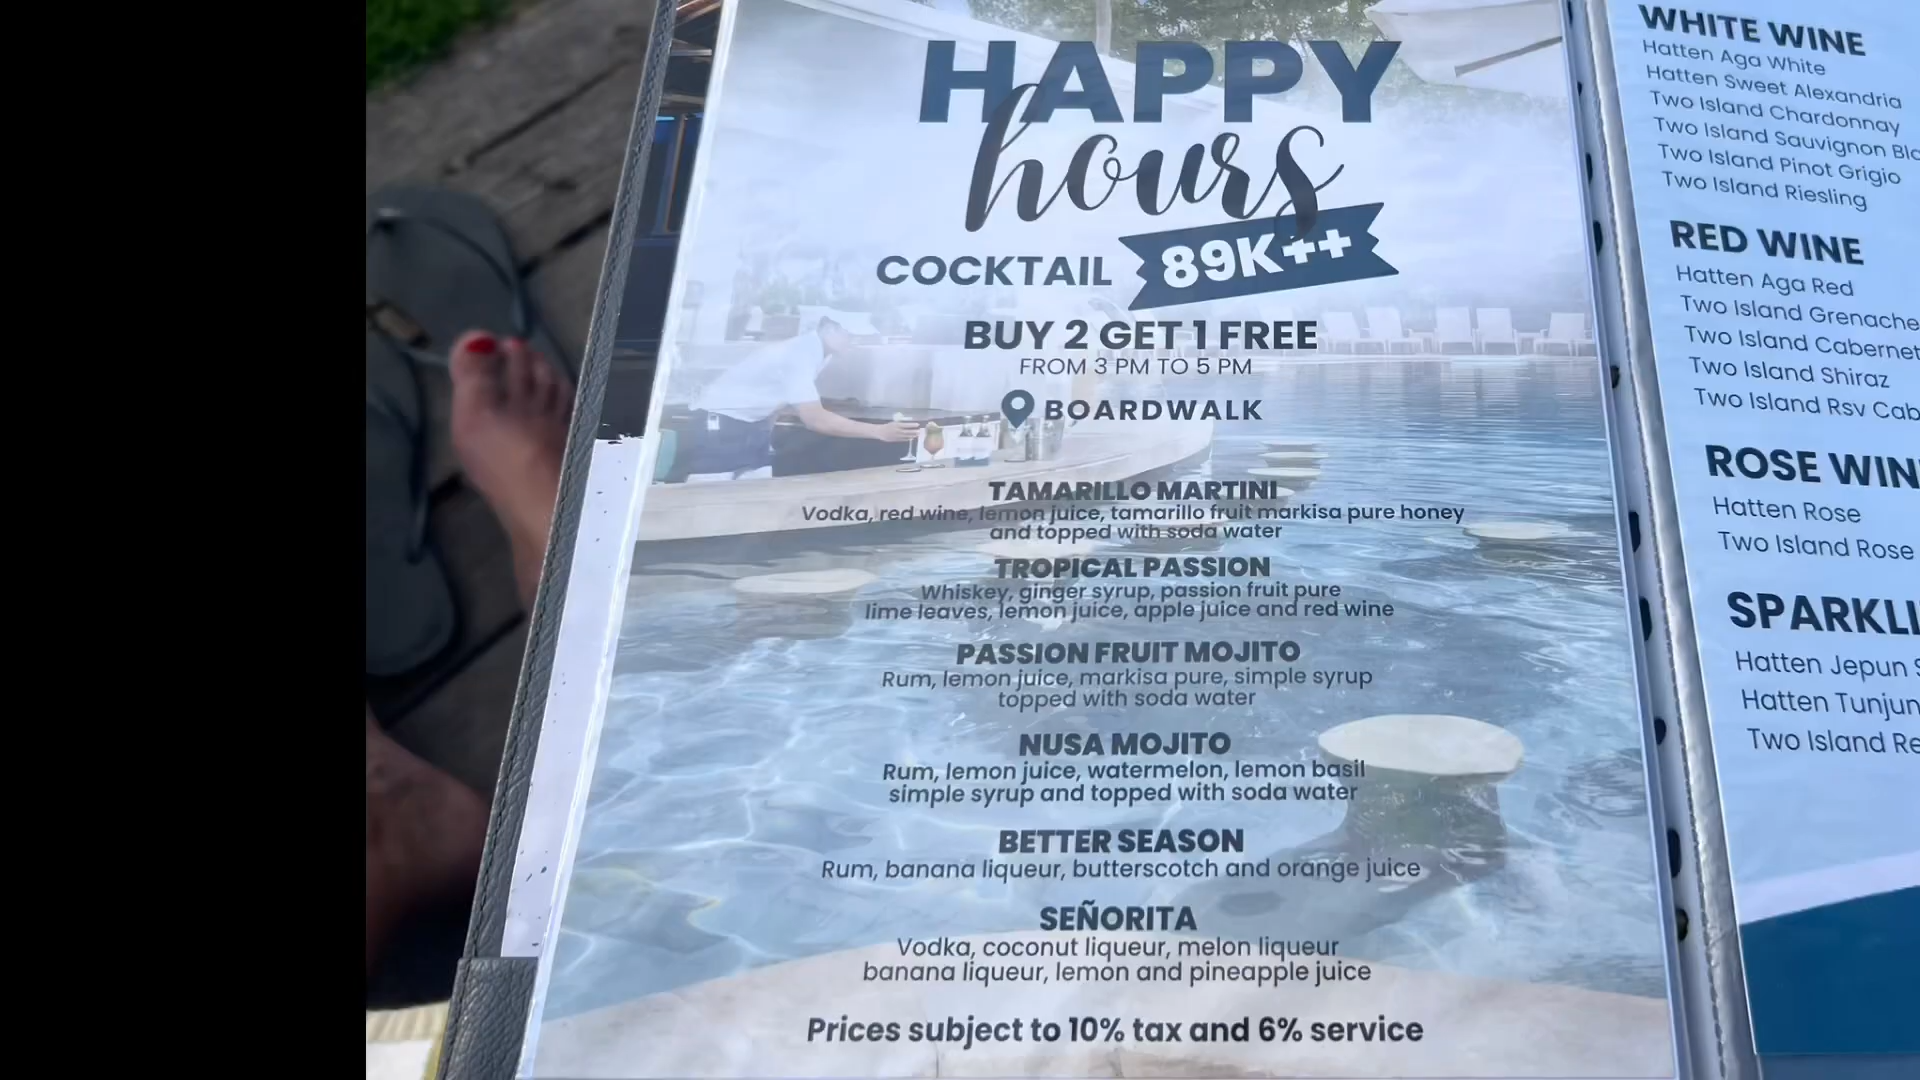 HAPPY
hours
COCKTAIL 89K++
BUY 2 GET 1 FREE
FROM 3 PM TO 5 PM
BOARDWALK
TAMARILLO MARTINI
Vodka, red wine, lemon juice, tamarillo fruit markisa pure honey
and topped with soda water
TROPICAL PASSION
Whiskey, ginger syrup, passion fruit pure
lime leaves, lemon juice, apple juice and red wine
PASSION FRUIT MOJITO
Rum, lemon juice, markisa pure, simple syrup
topped with soda water
NUSA MOJITO
Rum, lemon juice, watermelon, lemon basil
simple syrup and topped with soda water
BETTER SEASON
Rum, banana liqueur, butterscotch and orange juice
SEÑORITA
Vodka, coconut liqueur, melon liqueur
banana liqueur, lemon and pineapple juice
Prices subject to 10% tax and 6% service
WHITE WINE
Hatten Aga White
Hatten Sweet Alexandria
Two Island Chardonnay
Two Island Sauvignon
Two Island Pinot Grigio
Two Island Riesling
RED WINE
Hatten Aga Red
Two Island Grenache
Two Island Cabernet
Two Island Shiraz
Two Island Rsv Cab
ROSE WIN
Hatten Rose
Two Island Rose
SPARKLI
Hatten Jepun
Hatten Tunjun
Two Island Re